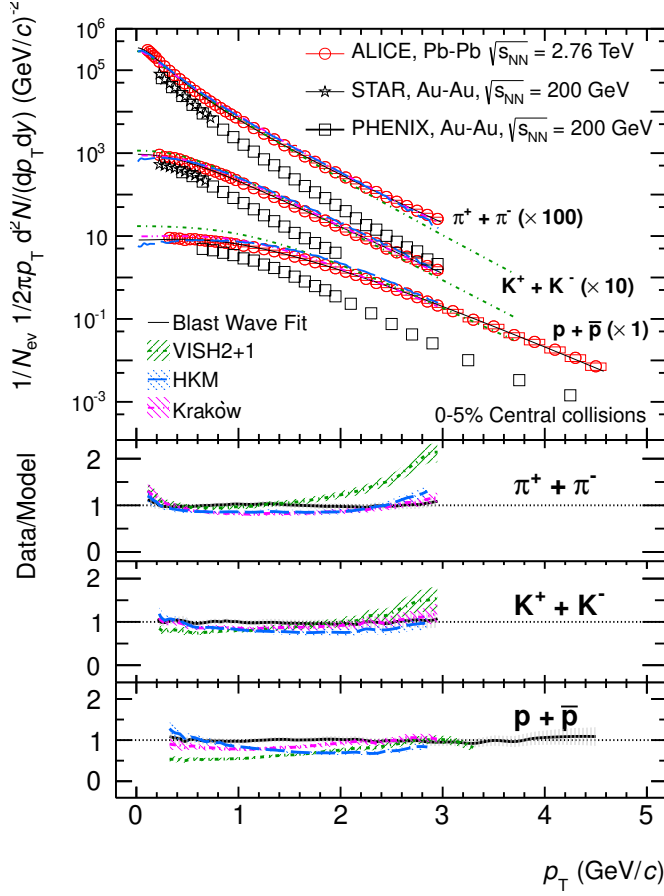 10⁶
ALICE, Pb-Pb √s_NN = 2.76 TeV
10⁵
STAR, Au-Au, √s_NN = 200 GeV
PHENIX, Au-Au, √s_NN = 200 GeV
10³
π⁺ + π⁻ (× 100)
10
K⁺ + K⁻ (× 10)
p + p̄ (× 1)
10⁻¹
Blast Wave Fit
VISH2+1
HKM
Krakòw
10⁻³
0-5% Central collisions
1/N_ev 1/2πp_T d²N/(dp_T dy) (GeV/c)⁻²
2
π⁺ + π⁻
1
0
2
K⁺ + K⁻
1
0
2
p + p̄
1
0
Data/Model
0 1 2 3 4 5
p_T (GeV/c)